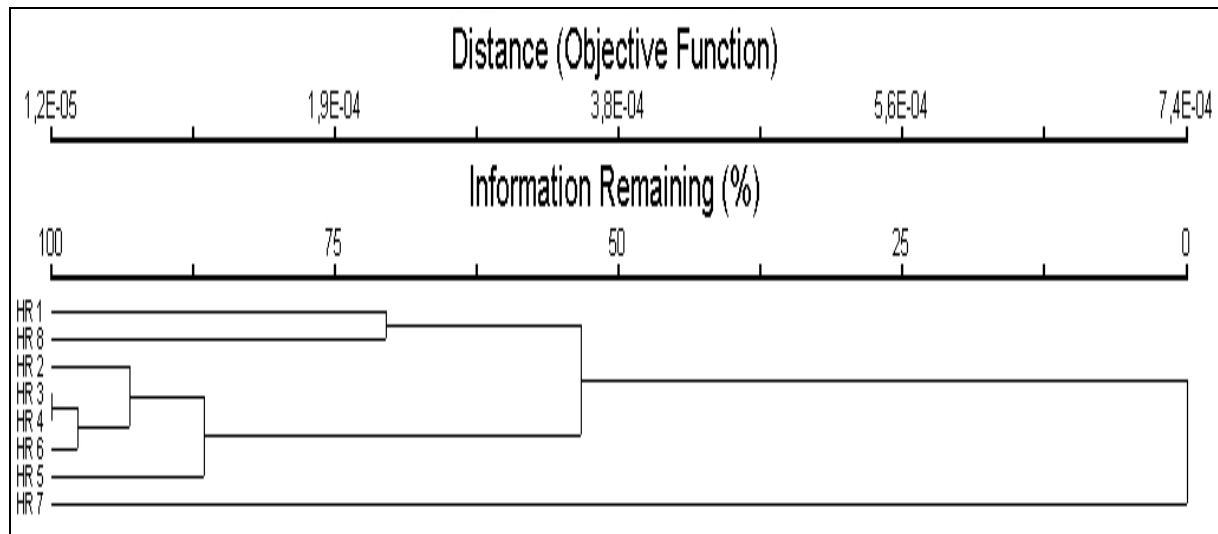 Distance (Objective Function)
1,2E-05 1,9E-04 3,8E-04 5,6E-04 7,4E-04
Information Remaining (%)
100 75 50 25 0
HR 1
HR 8
HR 2
HR 3
HR 4
HR 6
HR 5
HR 7